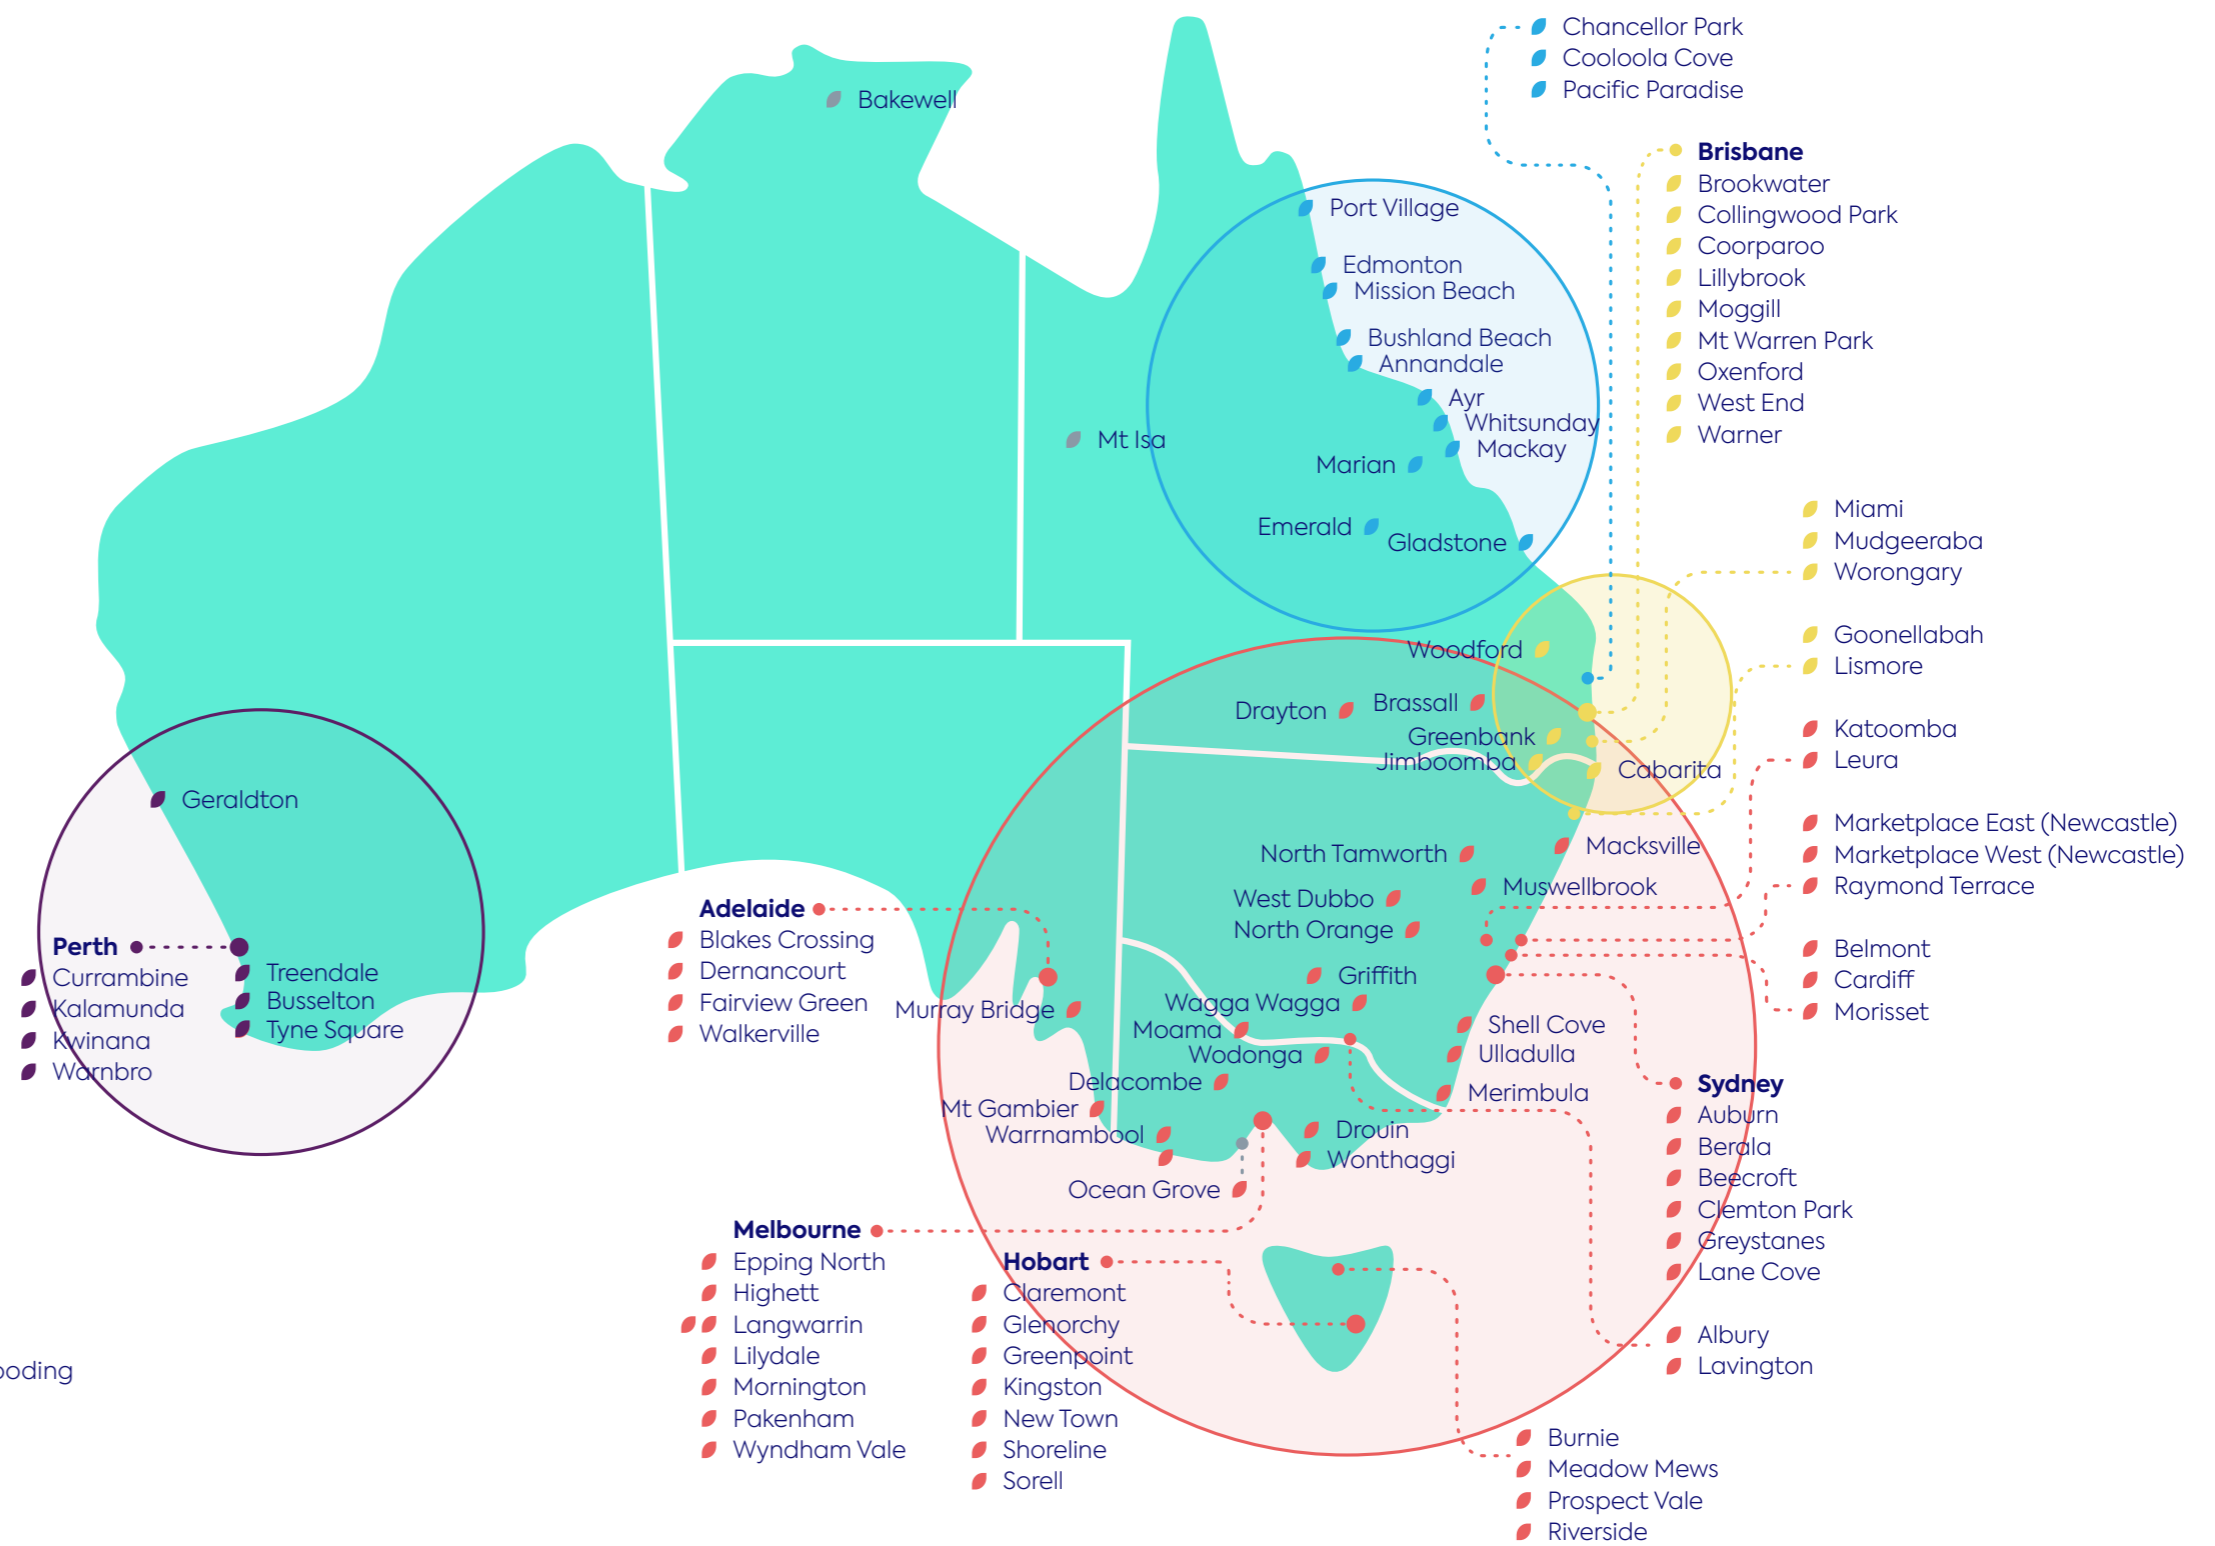 Chancellor Park
Cooloola Cove
Pacific Paradise
Bakewell
Brisbane
Brookwater
Collingwood Park
Coorparoo
Lillybrook
Moggill
Mt Warren Park
Oxenford
West End
Warner
Port Village
Edmonton
Mission Beach
Bushland Beach
Annandale
Ayr
Whitsunday
Mackay
Mt Isa
Marian
Emerald
Gladstone
Miami
Mudgeeraba
Worongary
Goonellabah
Lismore
Woodford
Drayton
Brassall
Greenbank
Jimboomba
Cabarita
Katoomba
Leura
Geraldton
Marketplace East (Newcastle)
Marketplace West (Newcastle)
Raymond Terrace
North Tamworth
Macksville
West Dubbo
Muswellbrook
North Orange
Adelaide
Blakes Crossing
Dernancourt
Fairview Green
Walkerville
Perth
Currambine
Kalamunda
Kwinana
Warnbro
Treendale
Busselton
Tyne Square
Belmont
Cardiff
Morisset
Griffith
Wagga Wagga
Murray Bridge
Moama
Wodonga
Shell Cove
Ulladulla
Merimbula
Delacombe
Mt Gambier
Warrnambool
Drouin
Wonthaggi
Ocean Grove
Sydney
Auburn
Berala
Beecroft
Clemton Park
Greystanes
Lane Cove
Melbourne
Epping North
Highett
Langwarrin
Lilydale
Mornington
Pakenham
Wyndham Vale
Hobart
Claremont
Glenorchy
Greenpoint
Kingston
New Town
Shoreline
Sorell
Albury
Lavington
ooding
Burnie
Meadow Mews
Prospect Vale
Riverside